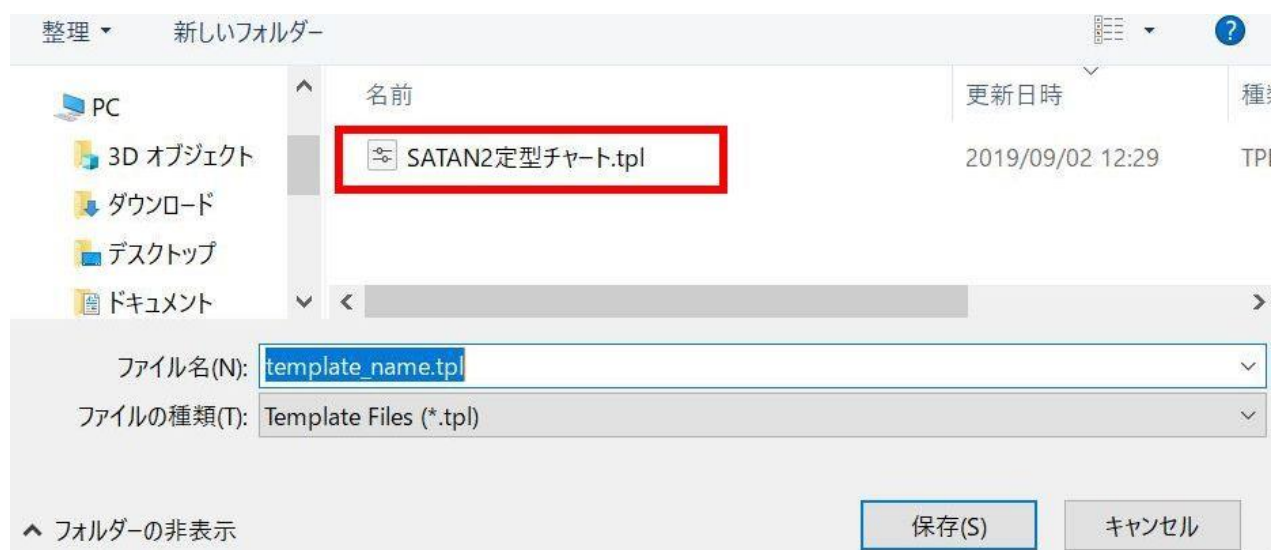 整理 新しいフォルダー
?
PC 名前 更新日時
3D オブジェクト SATAN2定型チャート.tpl 2019/09/02 12:29
ダウンロード
デスクトップ
ドキュメント
ファイル名(N): template_name.tpl
ファイルの種類(T): Template Files (*.tpl)
フォルダーの非表示 保存(S) キャンセル